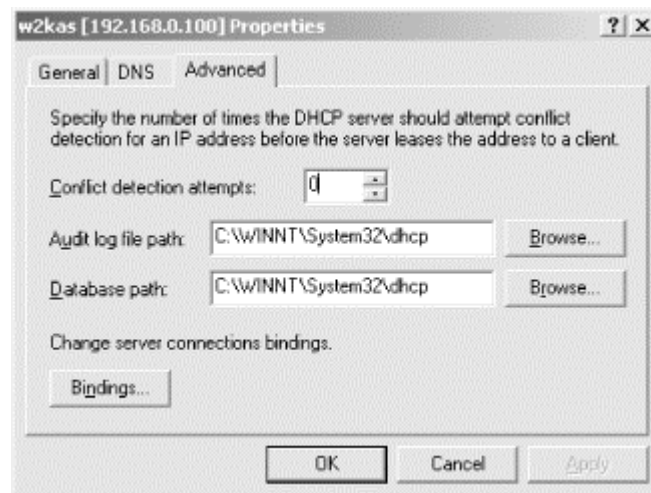 w2kas [192.168.0.100] Properties ? ×
General DNS Advanced
Specify the number of times the DHCP server should attempt conflict
detection for an IP address before the server leases the address to a client.
Conflict detection attempts: 0
Audit log file path: C:\WINNT\System32\dhcp Browse...
Database path: C:\WINNT\System32\dhcp Browse...
Change server connections bindings.
Bindings...
OK Cancel Apply